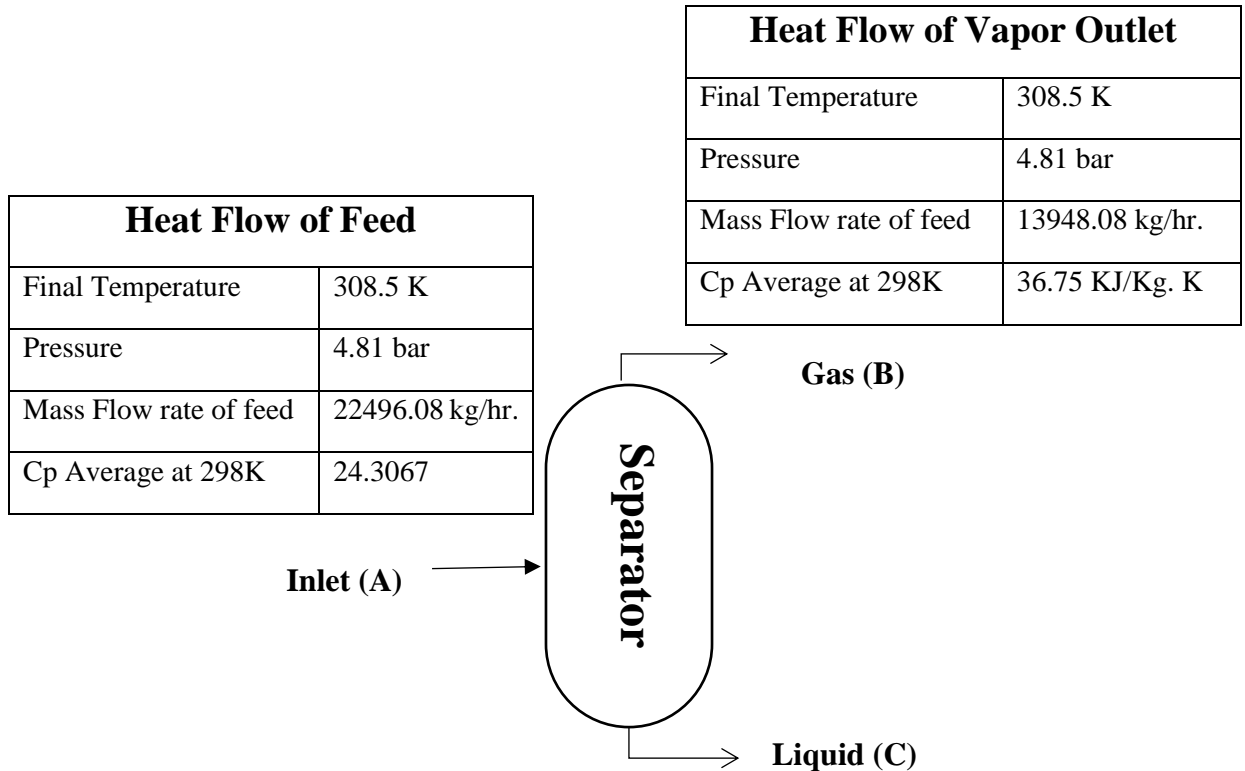 Heat Flow of Vapor Outlet
Final Temperature 308.5 K
Pressure 4.81 bar
Mass Flow rate of feed 13948.08 kg/hr.
Cp Average at 298K 36.75 KJ/Kg. K
Heat Flow of Feed
Final Temperature 308.5 K
Pressure 4.81 bar
Mass Flow rate of feed 22496.08 kg/hr.
Cp Average at 298K 24.3067
Gas (B)
Separator
Inlet (A)
Liquid (C)